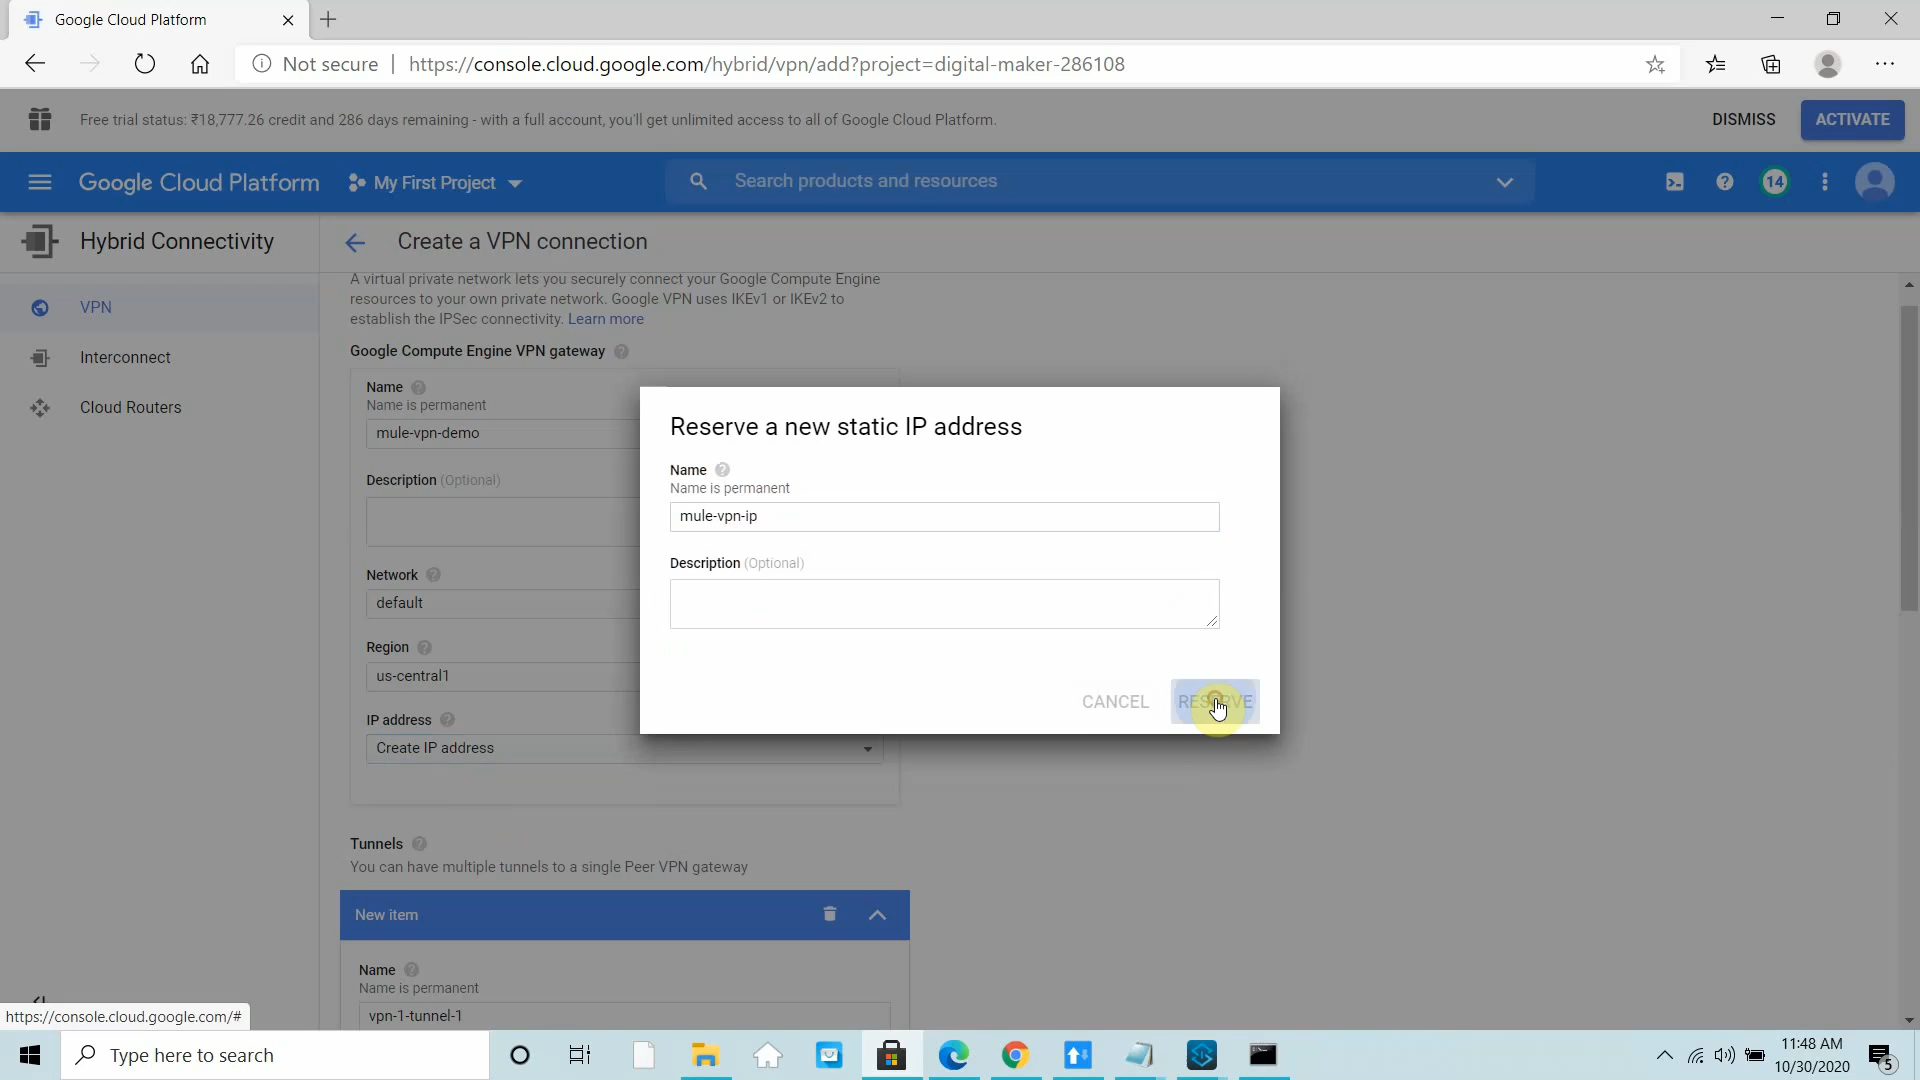 Google Cloud Platform
Not secure | https://console.cloud.google.com/hybrid/vpn/add?project=digital-maker-286108
Free trial status: ₹18,777.26 credit and 286 days remaining - with a full account, you'll get unlimited access to all of Google Cloud Platform.
DISMISS
ACTIVATE
Google Cloud Platform
My First Project
Search products and resources
14
Hybrid Connectivity
Create a VPN connection
VPN
Interconnect
Cloud Routers
A virtual private network lets you securely connect your Google Compute Engine
resources to your own private network. Google VPN uses IKEv1 or IKEv2 to
establish the IPSec connectivity. Learn more
Google Compute Engine VPN gateway
Name
Name is permanent
mule-vpn-demo
Description (Optional)
Network
default
Region
us-central1
IP address
Create IP address
Reserve a new static IP address
Name
Name is permanent
mule-vpn-ip
Description (Optional)
CANCEL
RESERVE
Tunnels
You can have multiple tunnels to a single Peer VPN gateway
New item
Name
Name is permanent
vpn-1-tunnel-1
https://console.cloud.google.com/#
Type here to search
11:48 AM
10/30/2020
5